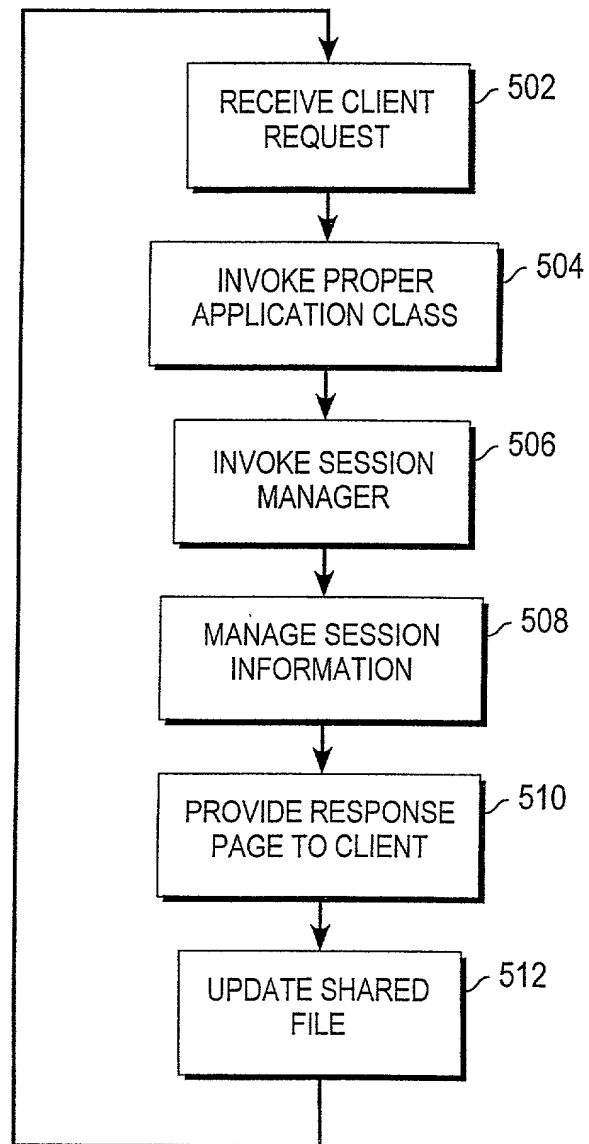 RECEIVE CLIENT
REQUEST
502
INVOKE PROPER
APPLICATION CLASS
504
INVOKE SESSION
MANAGER
506
MANAGE SESSION
INFORMATION
508
PROVIDE RESPONSE
PAGE TO CLIENT
510
UPDATE SHARED
FILE
512